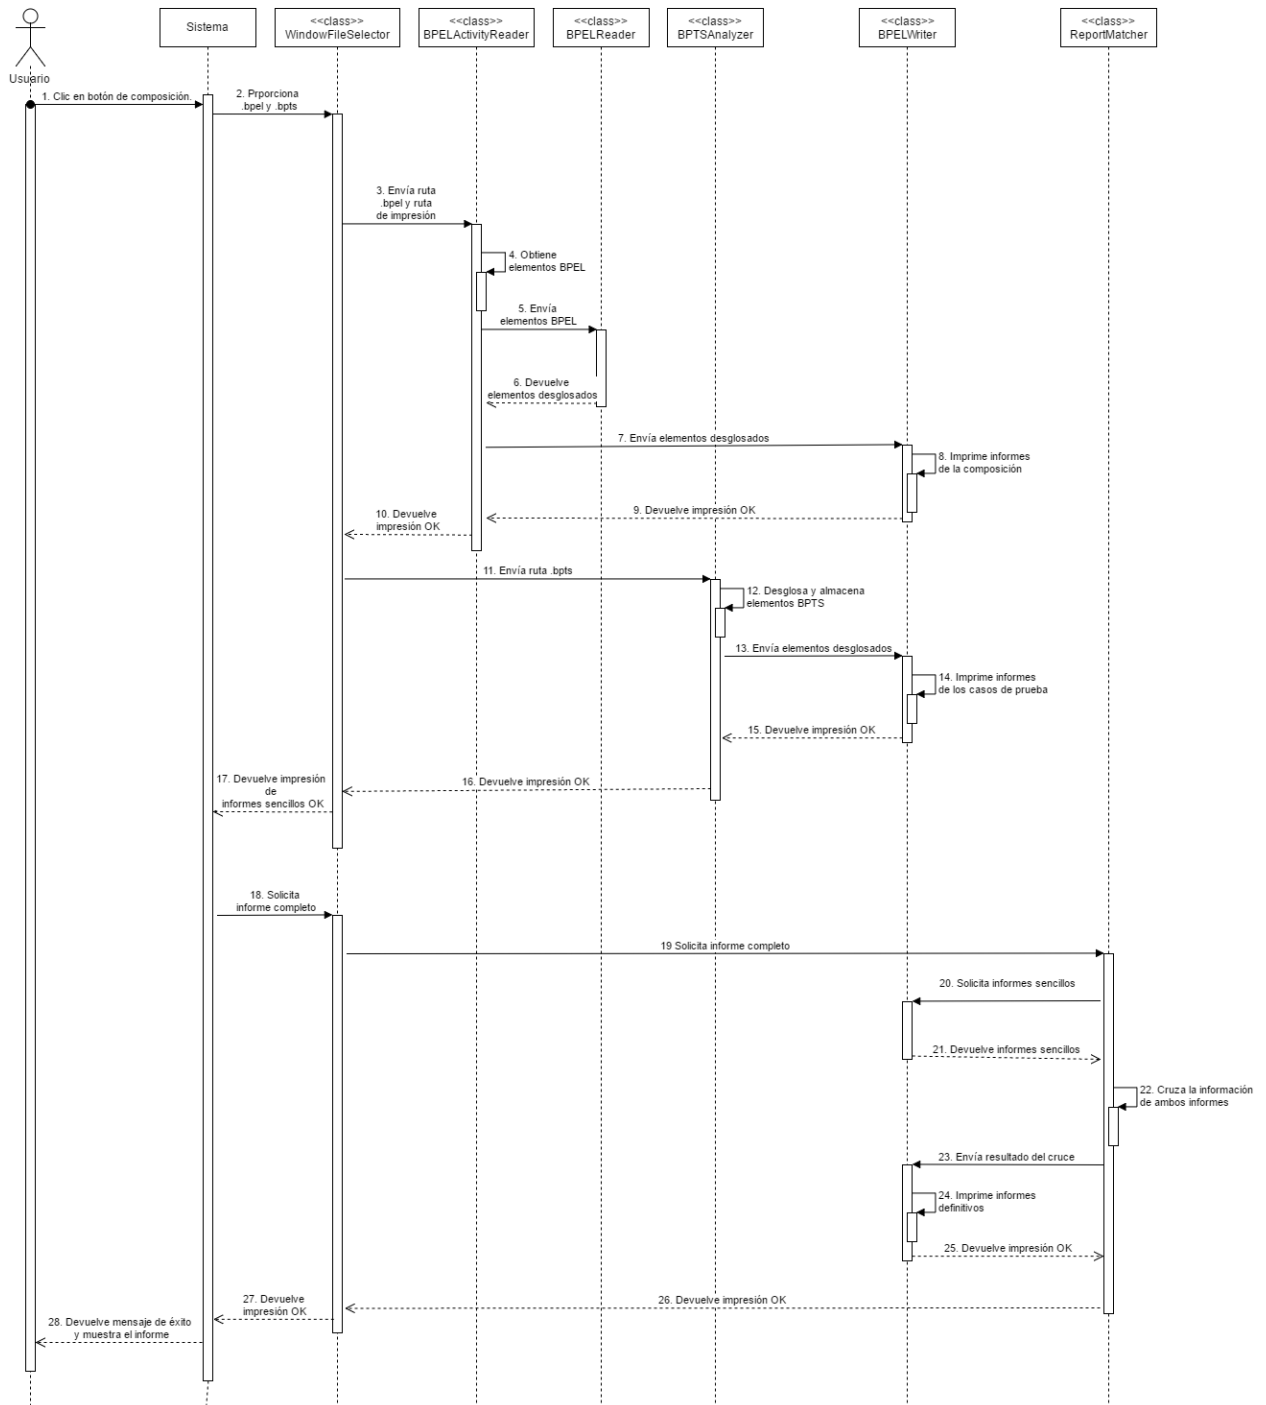 Usuario
Sistema
<<class>>
WindowFileSelector
<<class>>
BPELActivityReader
<<class>>
BPELReader
<<class>>
BPTSAnalyzer
<<class>>
BPELWriter
<<class>>
ReportMatcher
1. Clic en botón de composición.
2. Prporciona
.bpel y .bpts
3. Envía ruta
.bpel y ruta
de impresión
4. Obtiene
elementos BPEL
5. Envía
elementos BPEL
6. Devuelve
elementos desglosados
7. Envía elementos desglosados
8. Imprime informes
de la composición
9. Devuelve impresión OK
10. Devuelve
impresión OK
11. Envía ruta .bpts
12. Desglosa y almacena
elementos BPTS
13. Envía elementos desglosados
14. Imprime informes
de los casos de prueba
15. Devuelve impresión OK
16. Devuelve impresión OK
17. Devuelve impresión
de
informes sencillos OK
18. Solicita
informe completo
19 Solicita informe completo
20. Solicita informes sencillos
21. Devuelve informes sencillos
22. Cruza la información
de ambos informes
23. Envía resultado del cruce
24. Imprime informes
definitivos
25. Devuelve impresión OK
26. Devuelve impresión OK
27. Devuelve
impresión OK
28. Devuelve mensaje de éxito
y muestra el informe